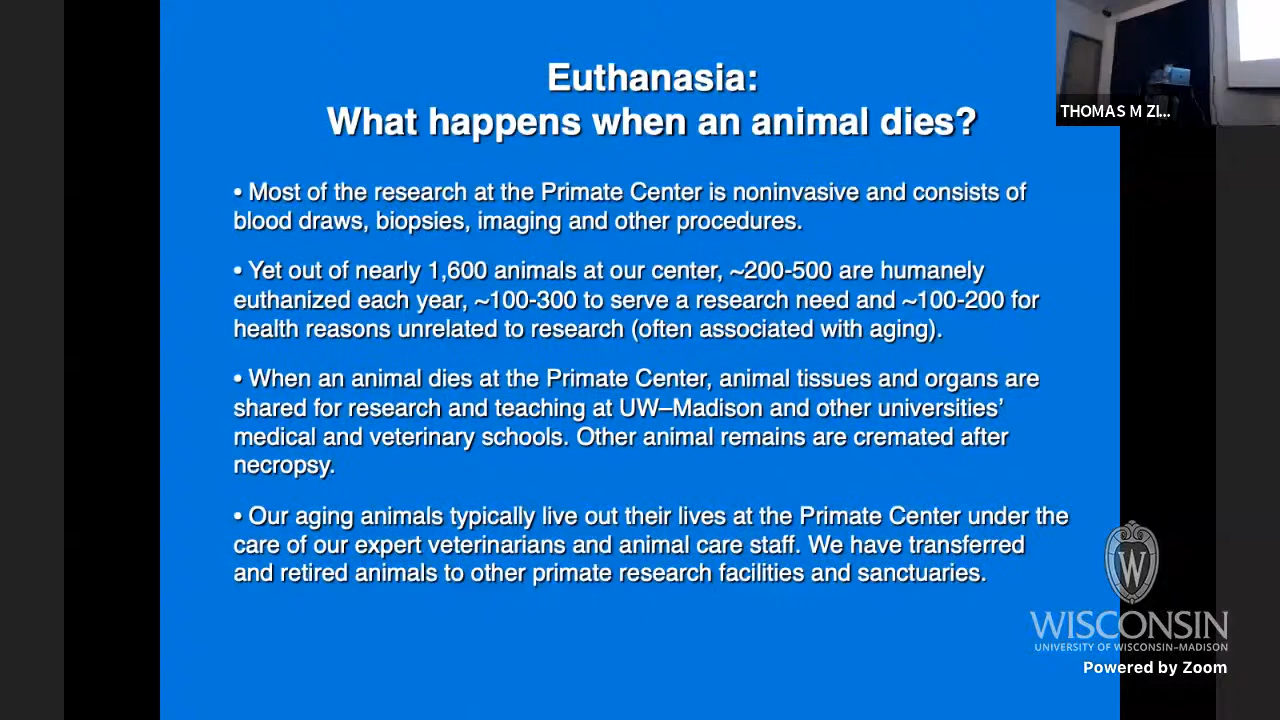 Euthanasia:
What happens when an animal dies?
THOMAS M ZI...
• Most of the research at the Primate Center is noninvasive and consists of
blood draws, biopsies, imaging and other procedures.
• Yet out of nearly 1,600 animals at our center, ~200-500 are humanely
euthanized each year, ~100-300 to serve a research need and ~100-200 for
health reasons unrelated to research (often associated with aging).
• When an animal dies at the Primate Center, animal tissues and organs are
shared for research and teaching at UW–Madison and other universities’
medical and veterinary schools. Other animal remains are cremated after
necropsy.
• Our aging animals typically live out their lives at the Primate Center under the
care of our expert veterinarians and animal care staff. We have transferred
and retired animals to other primate research facilities and sanctuaries.
W
WISCONSIN
UNIVERSITY OF WISCONSIN–MADISON
Powered by Zoom